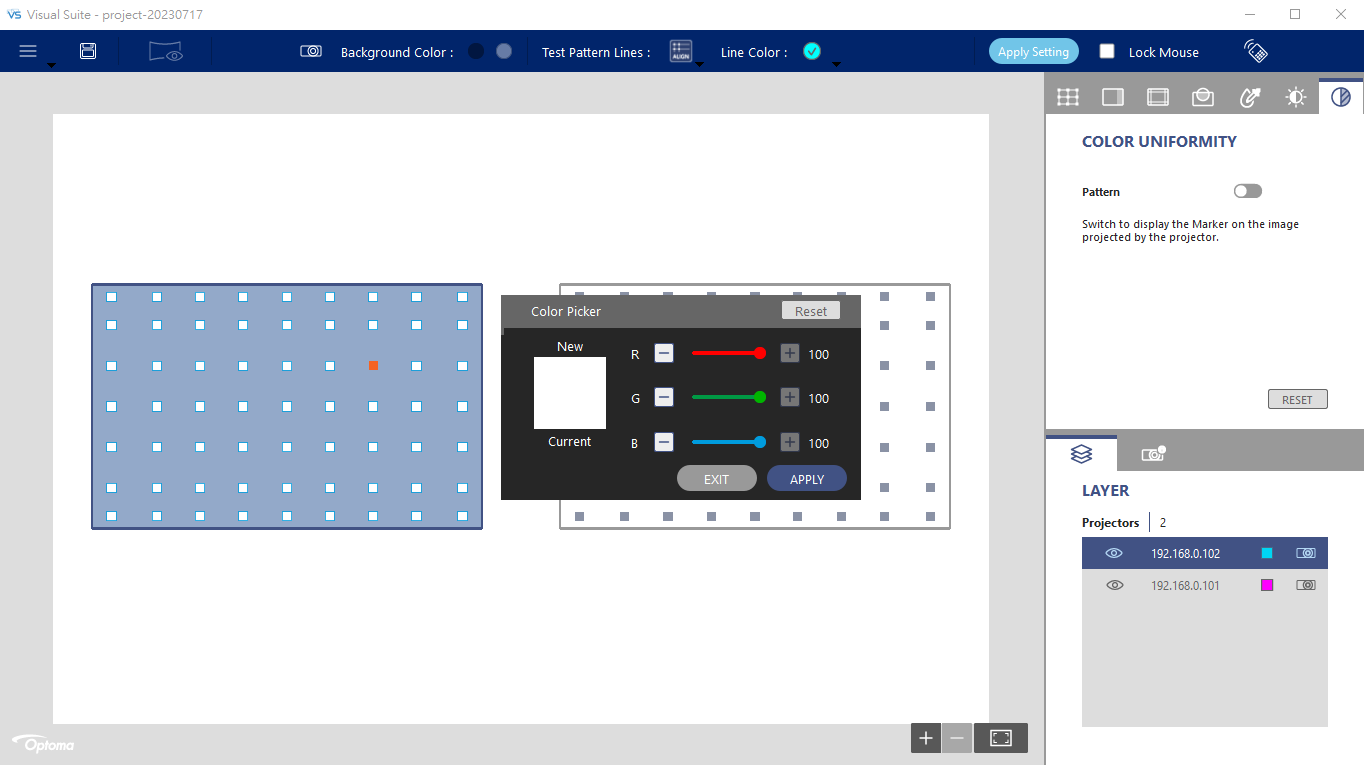 VS Visual Suite - project-20230717
Background Color :
Test Pattern Lines :
ALIGN
Line Color :
Apply Setting
Lock Mouse
COLOR UNIFORMITY
Pattern
Switch to display the Marker on the image
projected by the projector.
RESET
Color Picker
Reset
New
Current
R
100
G
100
B
100
EXIT
APPLY
LAYER
Projectors
2
192.168.0.102
192.168.0.101
Optoma